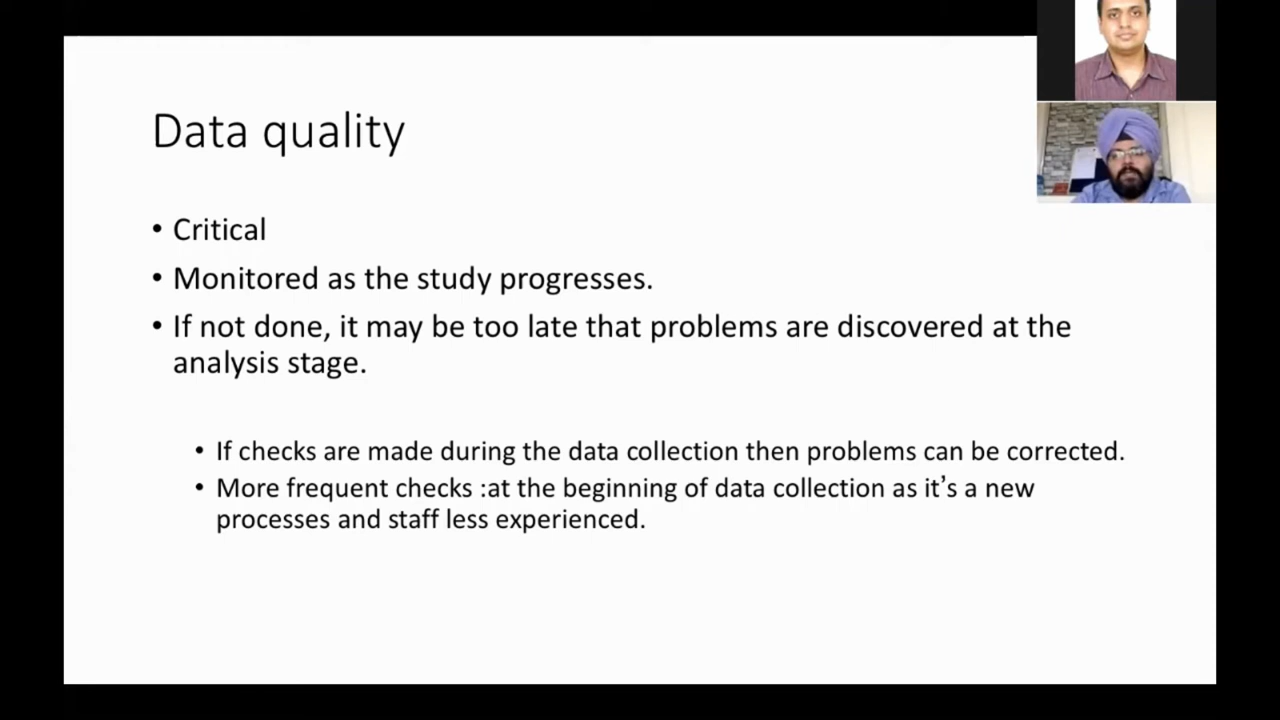 Data quality
• Critical
• Monitored as the study progresses.
• If not done, it may be too late that problems are discovered at the
analysis stage.
• If checks are made during the data collection then problems can be corrected.
• More frequent checks :at the beginning of data collection as it’s a new
processes and staff less experienced.